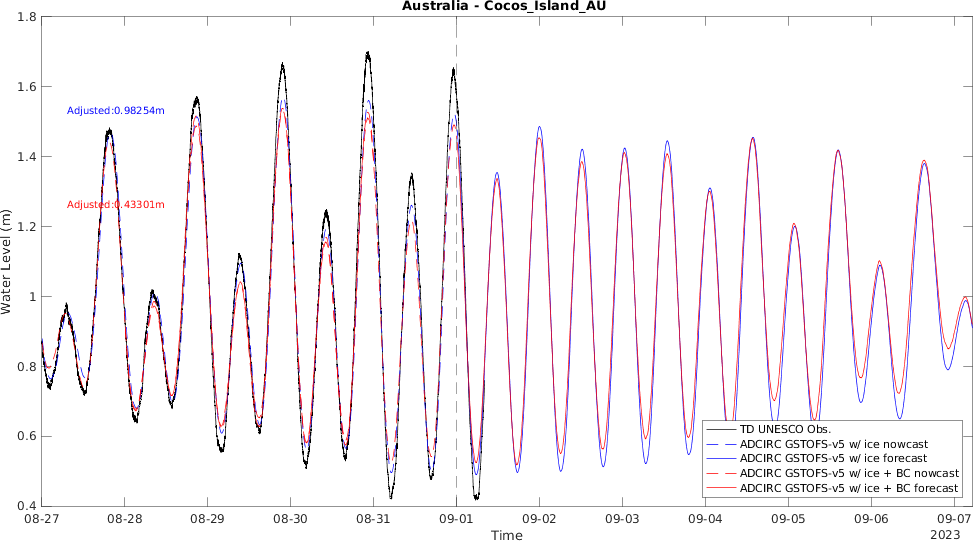 Australia - Cocos_Island_AU
1.8
1.6
1.4
1.2
1
0.8
0.6
0.4
Water Level (m)
Adjusted:0.98254m
Adjusted:0.43301m
TD UNESCO Obs.
ADCIRC GSTOFS-v5 w/ ice nowcast
ADCIRC GSTOFS-v5 w/ ice forecast
ADCIRC GSTOFS-v5 w/ ice + BC nowcast
ADCIRC GSTOFS-v5 w/ ice + BC forecast
08-27 08-28 08-29 08-30 08-31 09-01 09-02 09-03 09-04 09-05 09-06 09-07
Time
2023